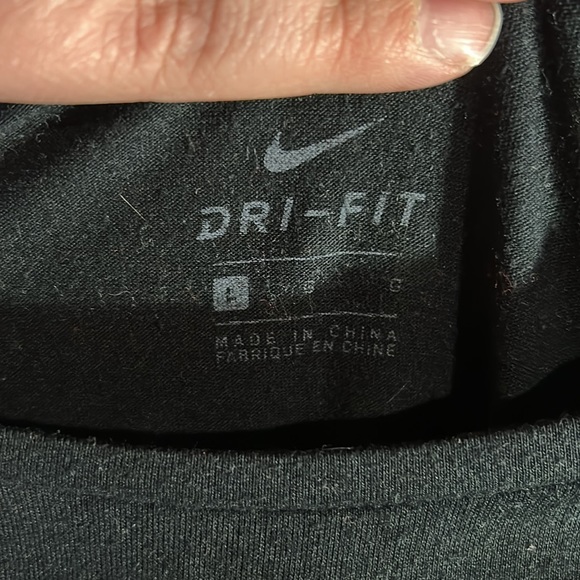 DRI-FIT
L G
MADE IN CHINA
FABRIQUE EN CHINE